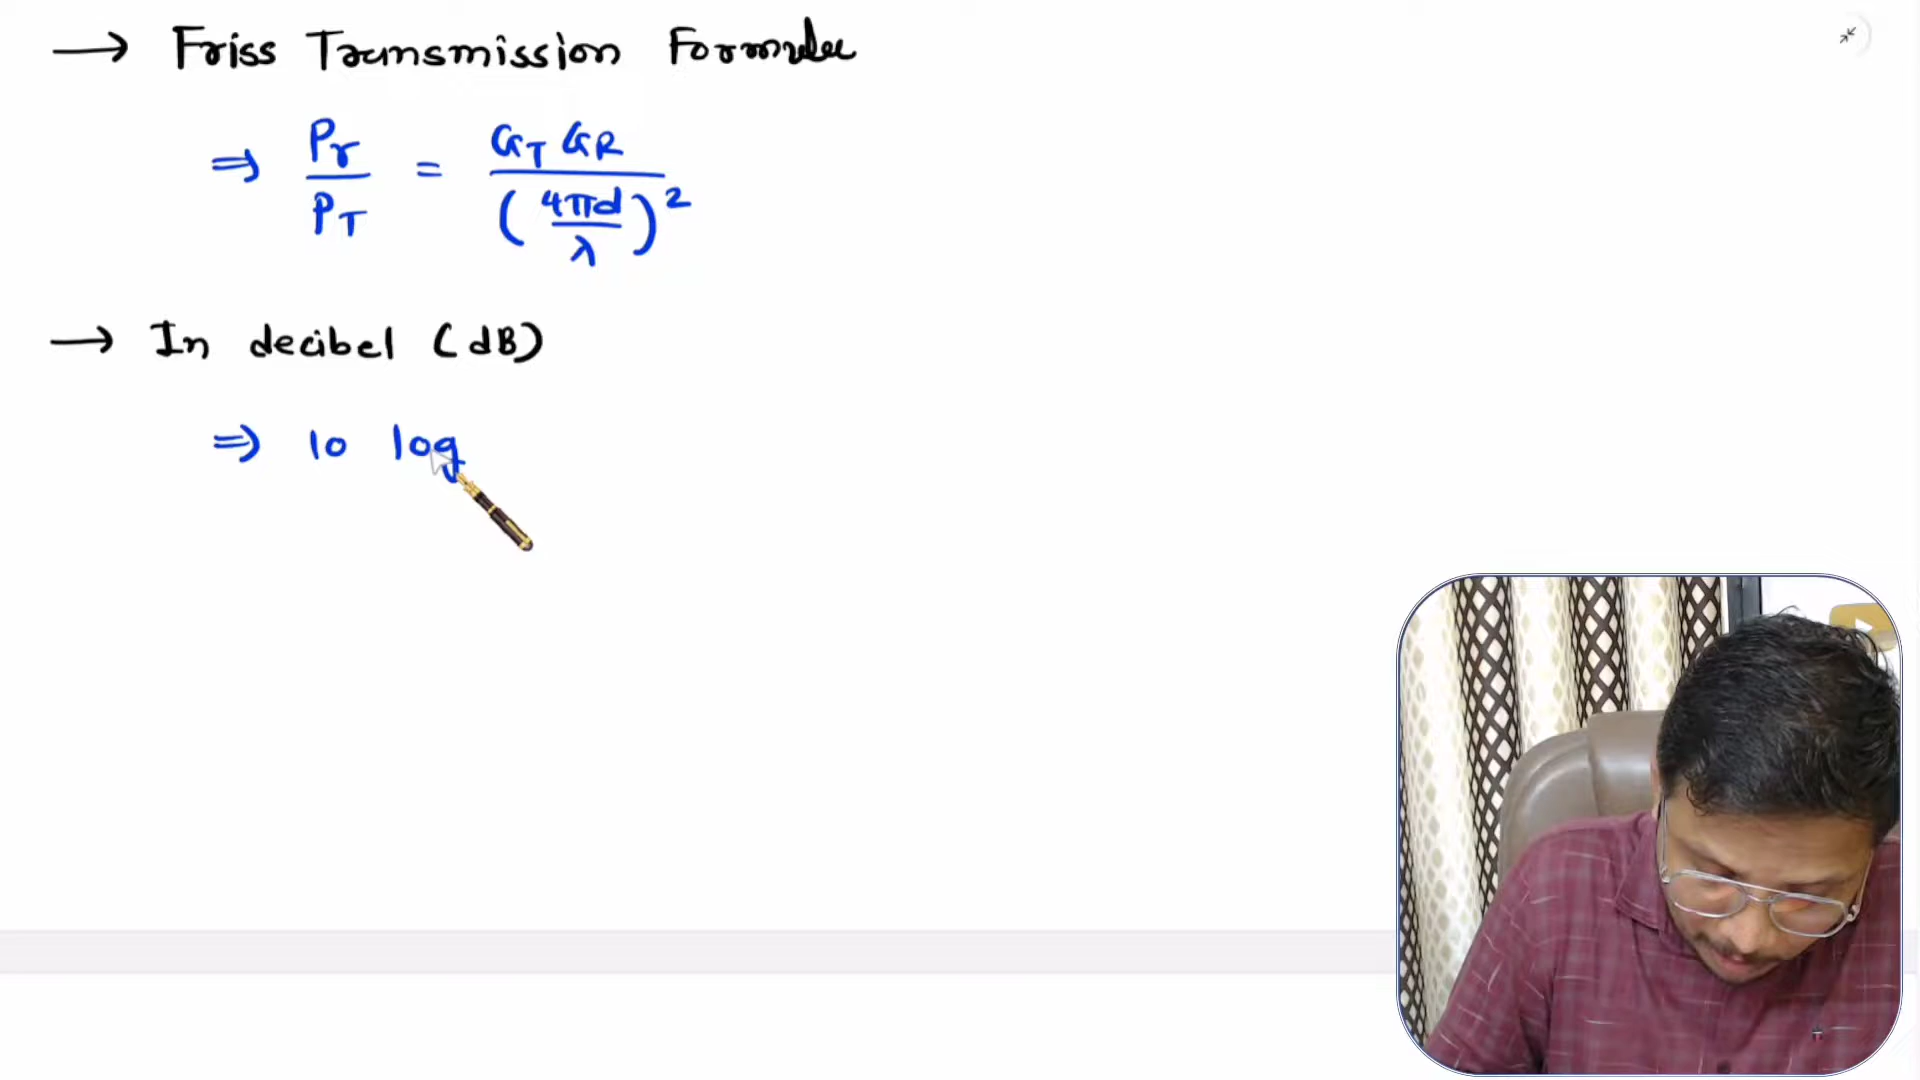 → Friss Transmission Formula
⇒ Pr / PT = GT GR / (4πd / λ)²
→ In decibel (dB)
⇒ 10 log